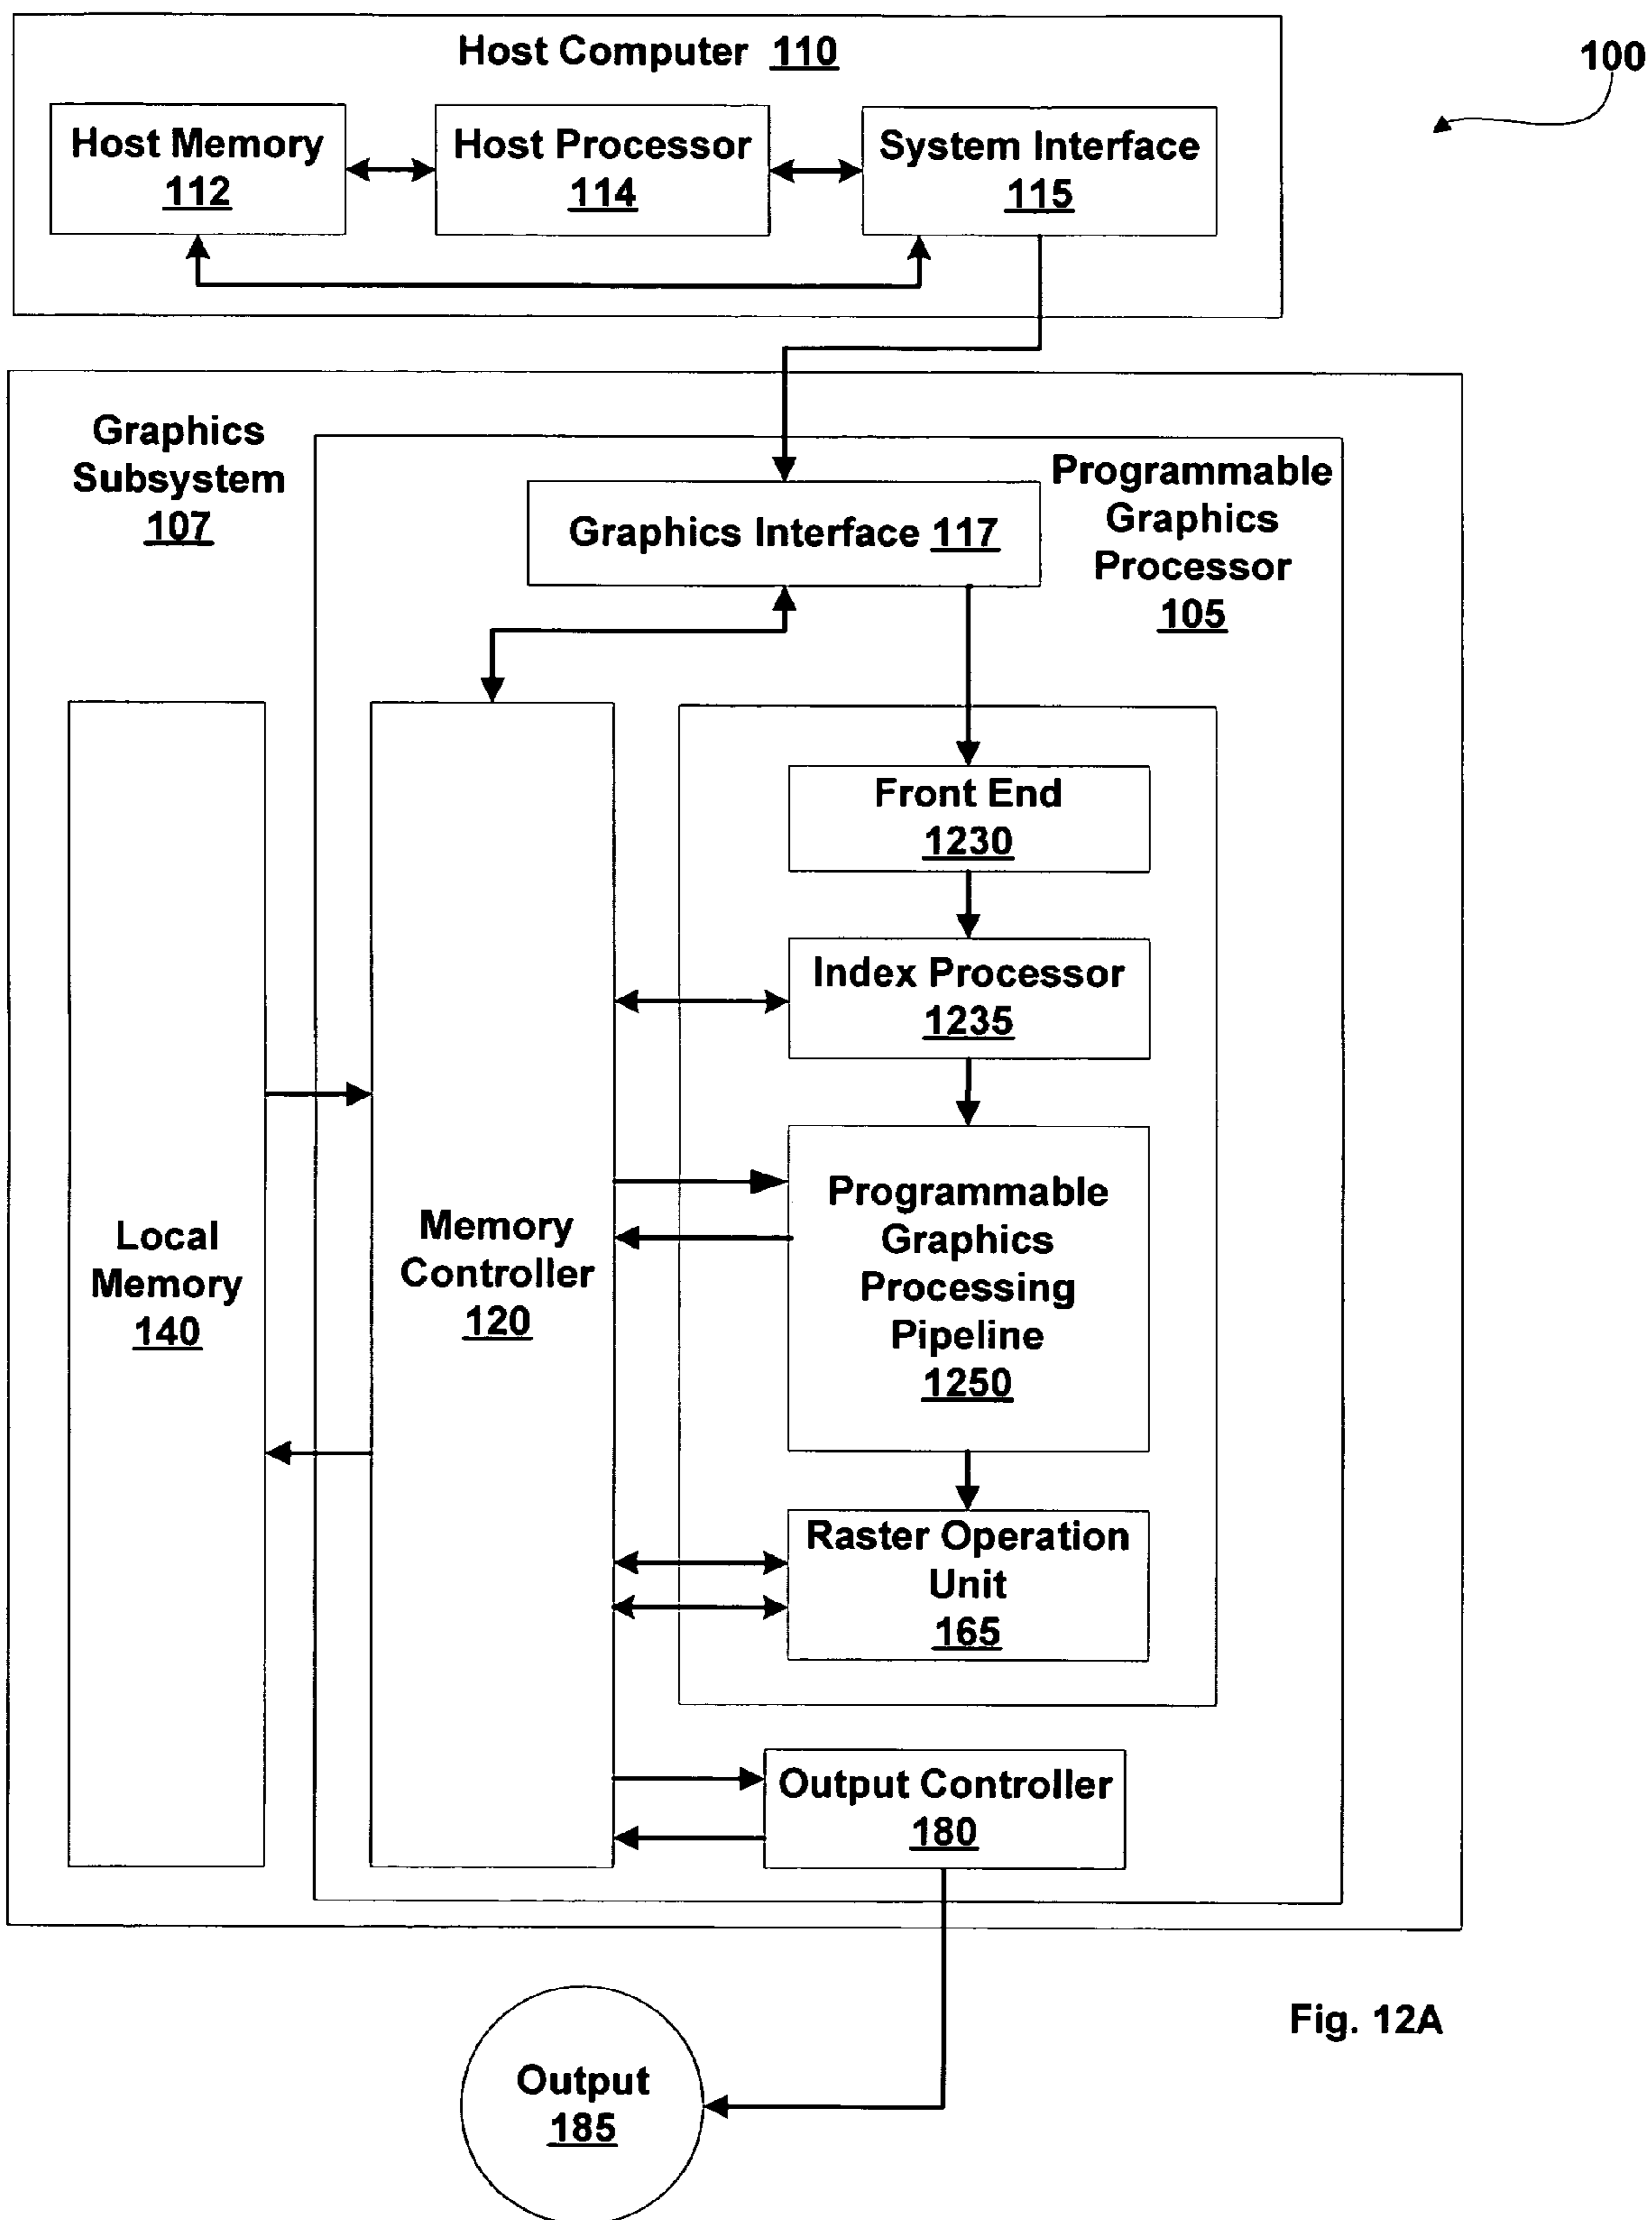 Host Computer 110
100
Host Memory
112
Host Processor
114
System Interface
115
Graphics
Subsystem
107
Programmable
Graphics
Processor
105
Graphics Interface 117
Front End
1230
Index Processor
1235
Local
Memory
140
Memory
Controller
120
Programmable
Graphics
Processing
Pipeline
1250
Raster Operation
Unit
165
Output Controller
180
Fig. 12A
Output
185